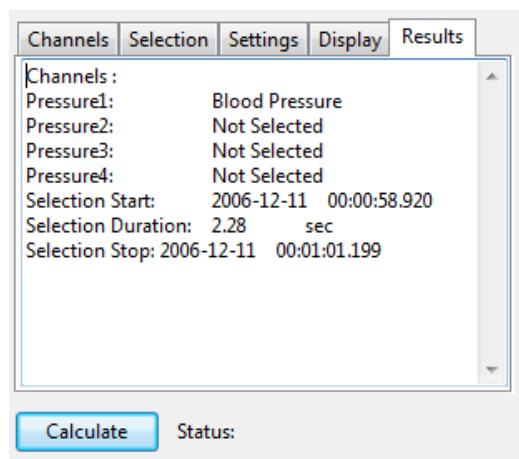 Channels Selection Settings Display Results
Channels :
Pressure1: Blood Pressure
Pressure2: Not Selected
Pressure3: Not Selected
Pressure4: Not Selected
Selection Start: 2006-12-11 00:00:58.920
Selection Duration: 2.28 sec
Selection Stop: 2006-12-11 00:01:01.199
Calculate Status: